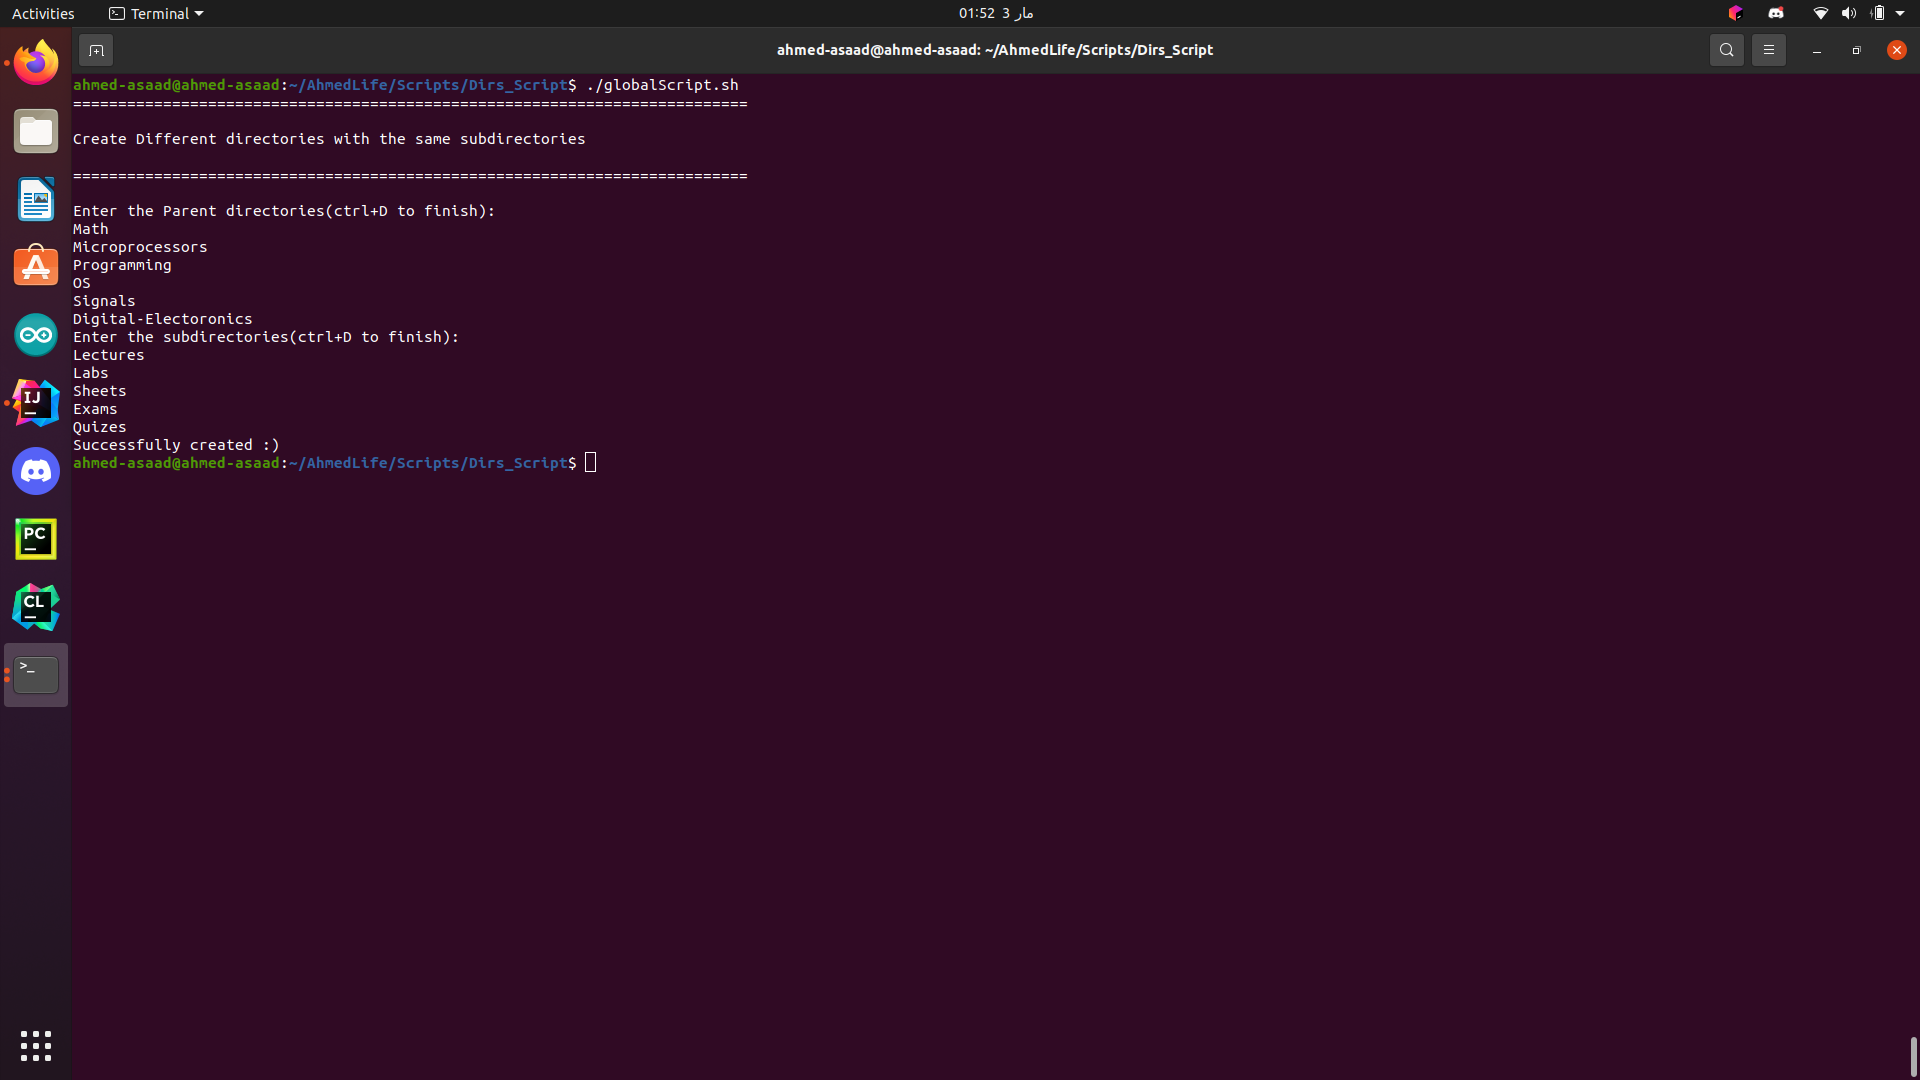 Activities
Terminal
01:52 3 مار
ahmed-asaad@ahmed-asaad: ~/AhmedLife/Scripts/Dirs_Script
ahmed-asaad@ahmed-asaad:~/AhmedLife/Scripts/Dirs_Script$ ./globalScript.sh
===========================================================================
Create Different directories with the same subdirectories
===========================================================================
Enter the Parent directories(ctrl+D to finish):
Math
Microprocessors
Programming
OS
Signals
Digital-Electoronics
Enter the subdirectories(ctrl+D to finish):
Lectures
Labs
Sheets
Exams
Quizes
Successfully created :)
ahmed-asaad@ahmed-asaad:~/AhmedLife/Scripts/Dirs_Script$
IJ
PC
CL
>_